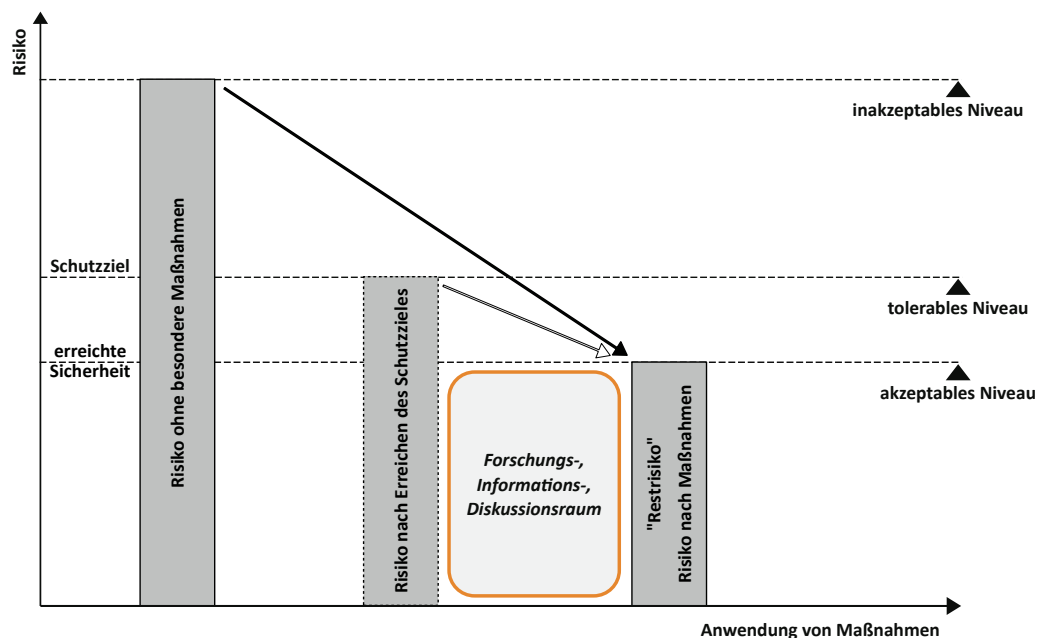 Risiko
inakzeptables Niveau
Risiko ohne besondere Maßnahmen
Schutzziel
tolerables Niveau
Risiko nach Erreichen des Schutzzieles
erreichte
Sicherheit
akzeptables Niveau
Forschungs-,
Informations-,
Diskussionsraum
"Restrisiko"
Risiko nach Maßnahmen
Anwendung von Maßnahmen